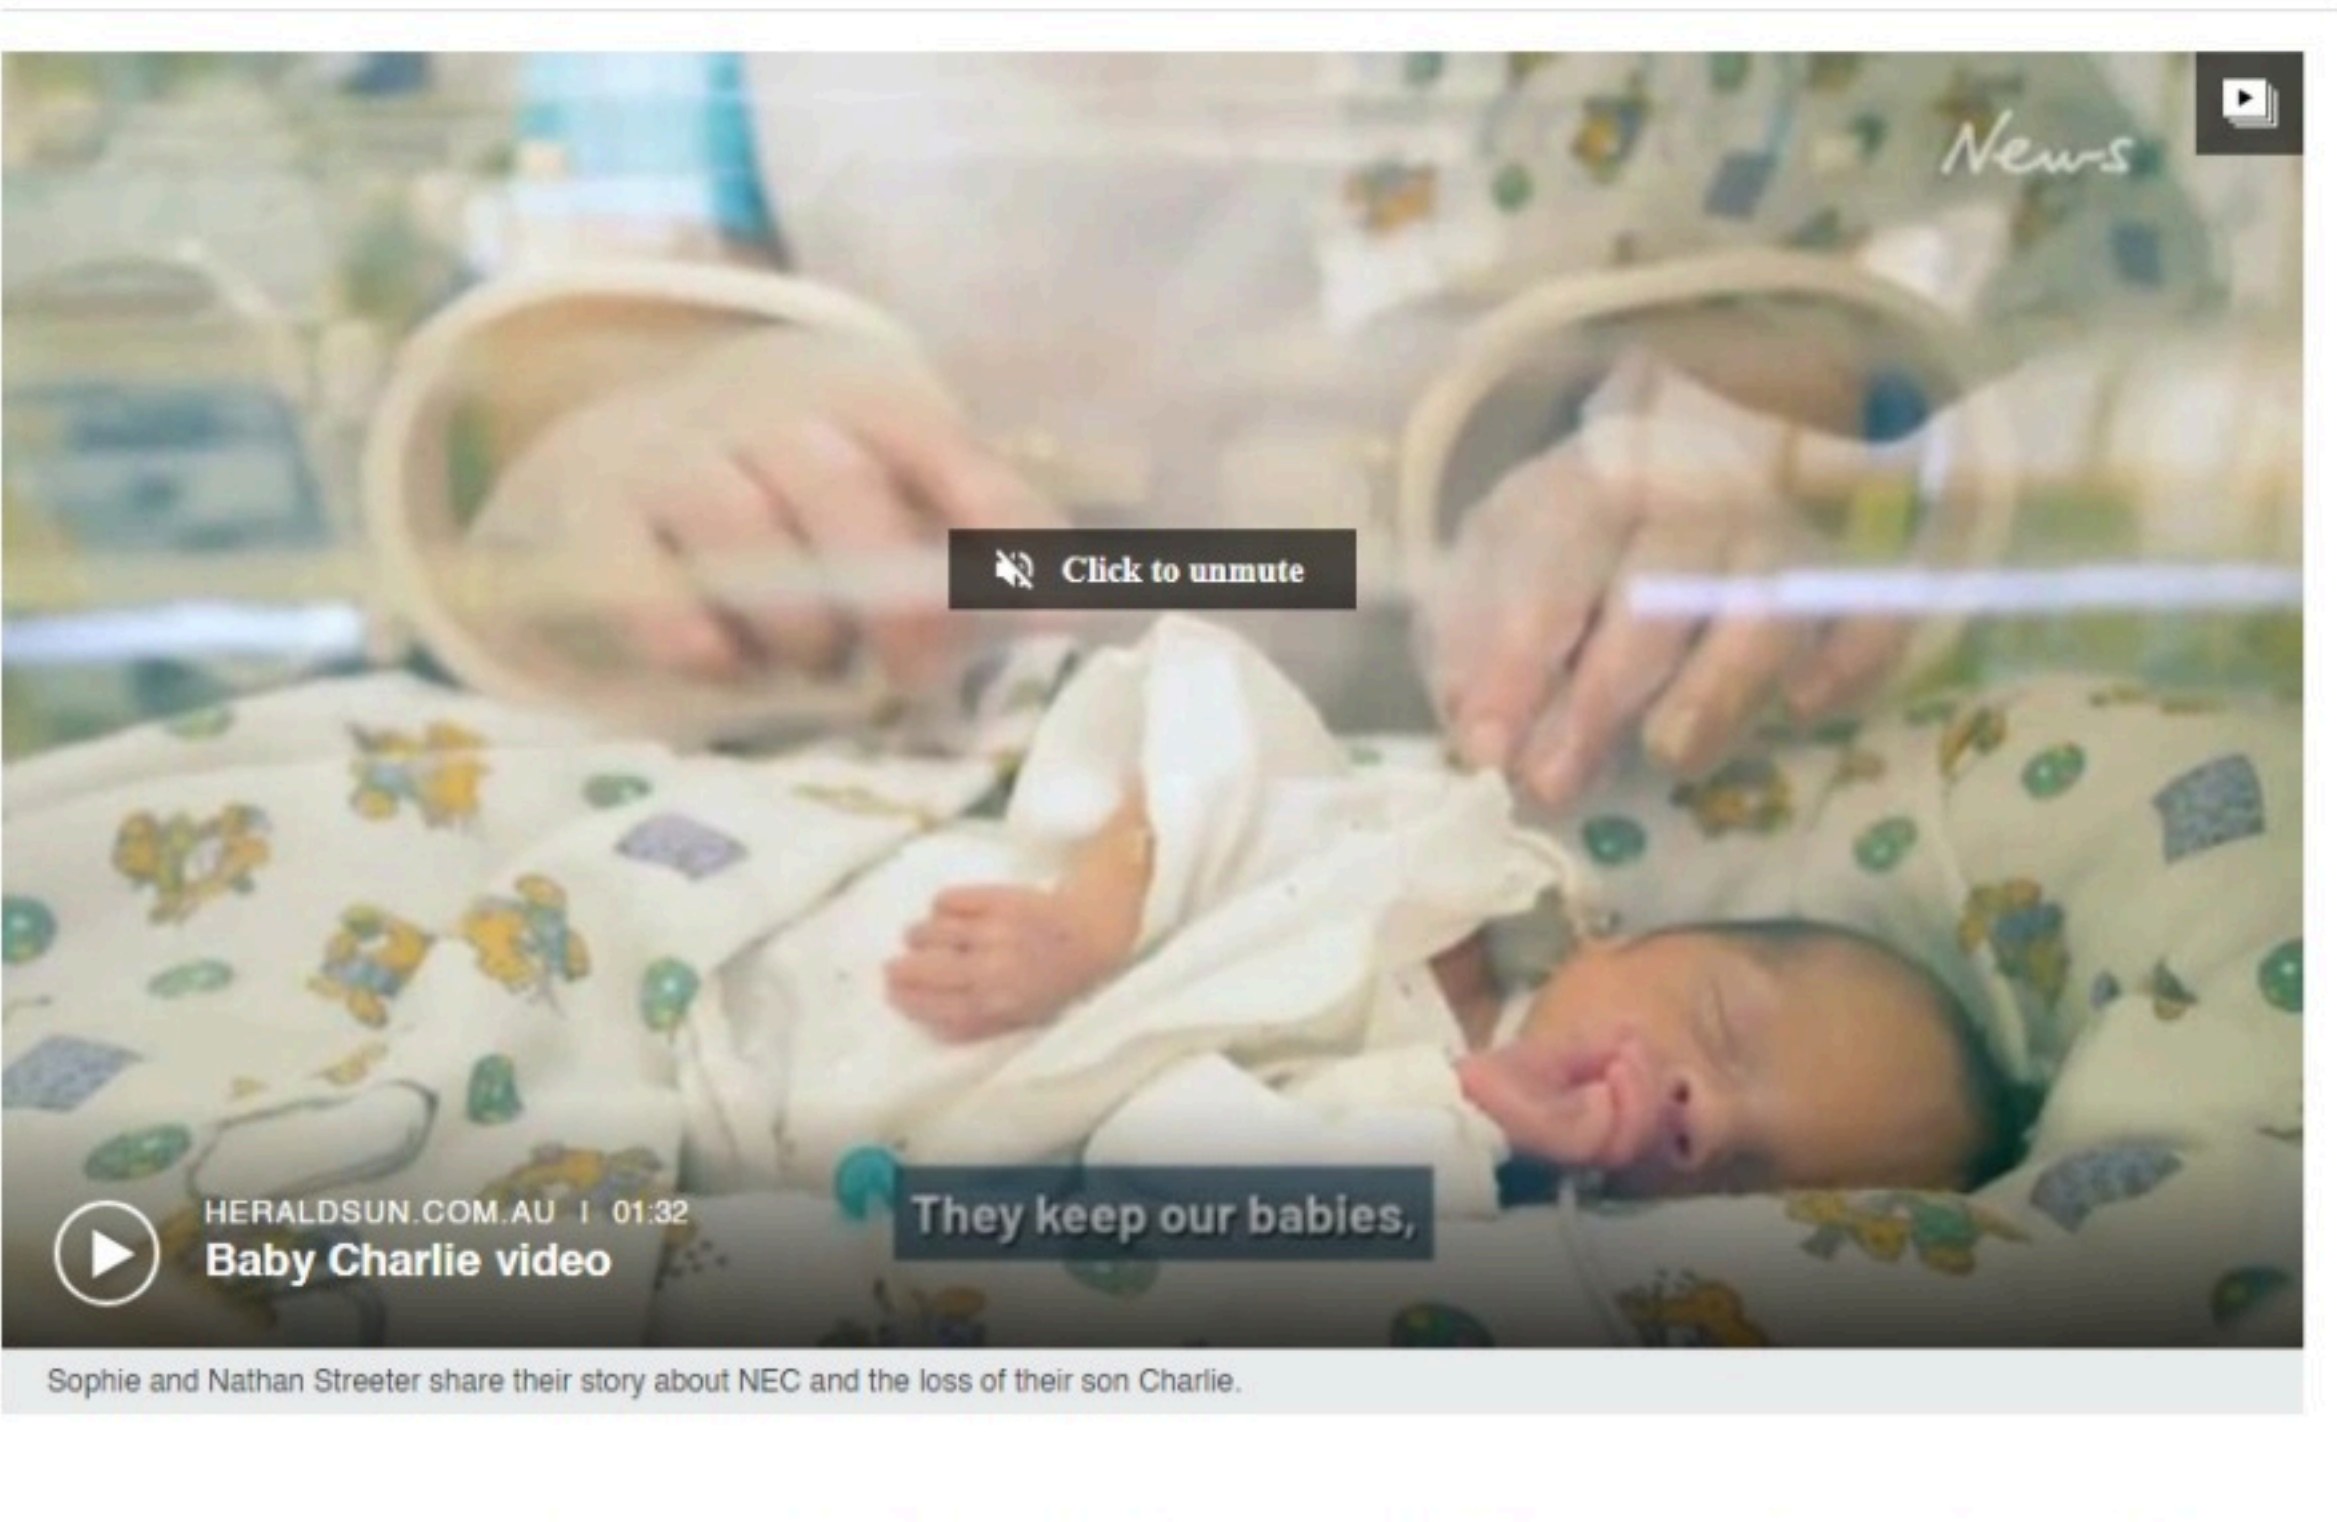 News
Click to unmute
They keep our babies,
HERALDSUN.COM.AU | 01:32
Baby Charlie video
Sophie and Nathan Streeter share their story about NEC and the loss of their son Charlie.